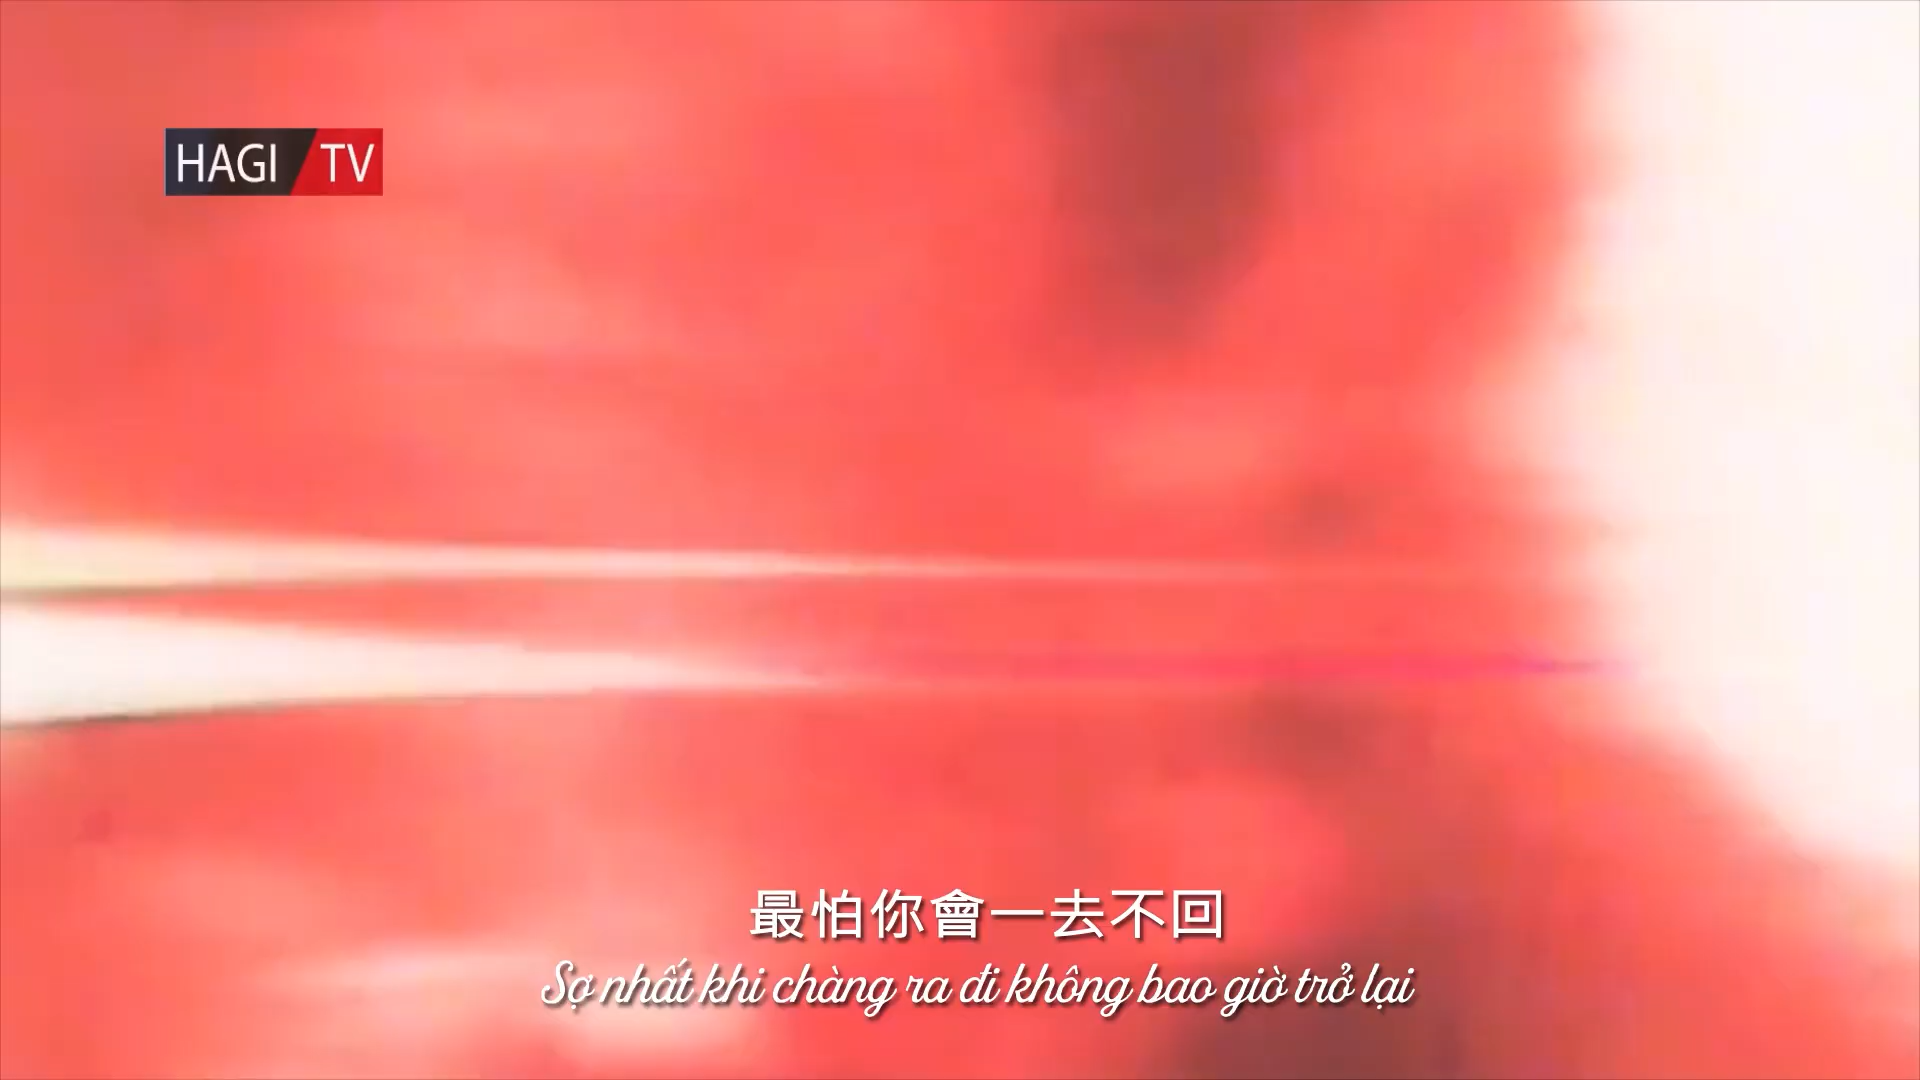 HAGI TV
最怕你會一去不回
Sợ nhất khi chàng ra đi không bao giờ trở lại